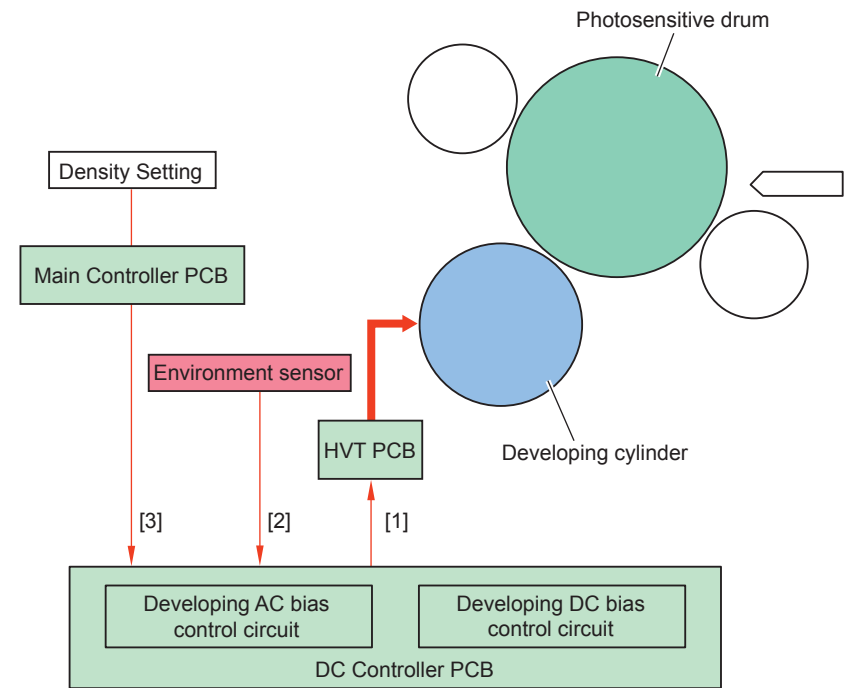 Photosensitive drum
Density Setting
Main Controller PCB
Environment sensor
HVT PCB
Developing cylinder
[3]
[2]
[1]
Developing AC bias
control circuit
Developing DC bias
control circuit
DC Controller PCB